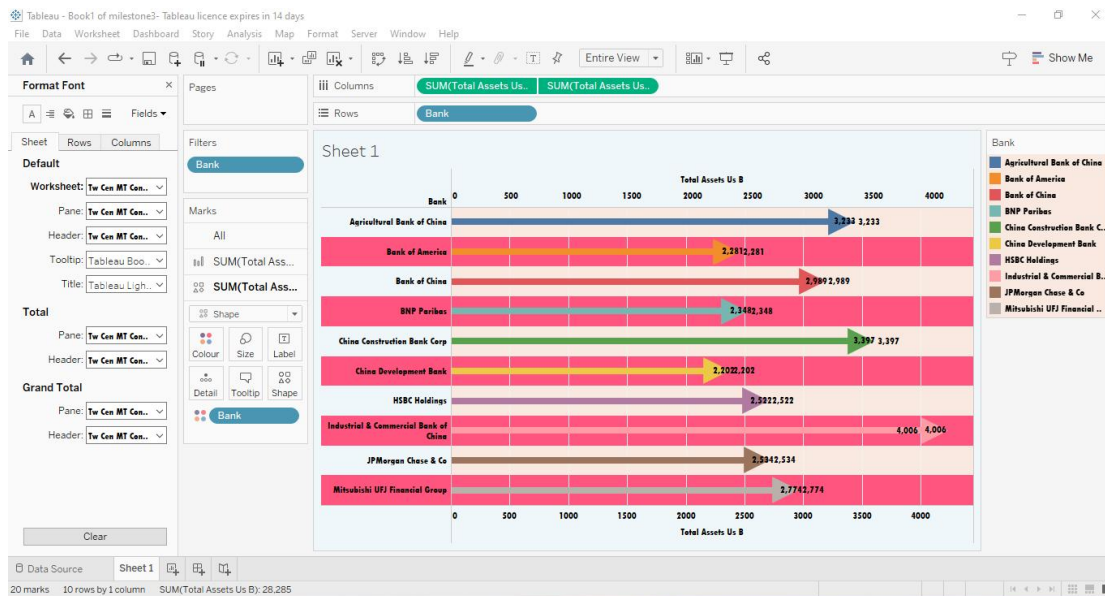 Tableau - Book1 of milestone3- Tableau licence expires in 14 days
File Data Worksheet Dashboard Story Analysis Map Format Server Window Help
Entire View
Show Me
Format Font
Fields
Sheet Rows Columns
Default
Worksheet: Tw Cen MT Con..
Pane: Tw Cen MT Con..
Header: Tw Cen MT Con..
Tooltip: Tableau Boo..
Title: Tableau Ligh..
Total
Pane: Tw Cen MT Con..
Header: Tw Cen MT Con..
Grand Total
Pane: Tw Cen MT Con..
Header: Tw Cen MT Con..
Clear
Pages
Filters
Bank
Marks
All
SUM(Total Ass...
SUM(Total Ass...
Shape
Colour Size Label
Detail Tooltip Shape
Bank
Columns SUM(Total Assets Us.. SUM(Total Assets Us..
Rows Bank
Sheet 1
Total Assets Us B
Bank 0 500 1000 1500 2000 2500 3000 3500 4000
Agricultural Bank of China 3,233 3,233
Bank of America 2,281 2,281
Bank of China 2,989 2,989
BNP Paribas 2,348 2,348
China Construction Bank Corp 3,397 3,397
China Development Bank 2,202 2,202
HSBC Holdings 2,522 2,522
Industrial & Commercial Bank of
China 4,006 4,006
JPMorgan Chase & Co 2,534 2,534
Mitsubishi UFJ Financial Group 2,774 2,774
0 500 1000 1500 2000 2500 3000 3500 4000
Total Assets Us B
Bank
Agricultural Bank of China
Bank of America
Bank of China
BNP Paribas
China Construction Bank C..
China Development Bank
HSBC Holdings
Industrial & Commercial B..
JPMorgan Chase & Co
Mitsubishi UFJ Financial ..
Data Source Sheet 1
20 marks 10 rows by 1 column SUM(Total Assets Us B): 28,285